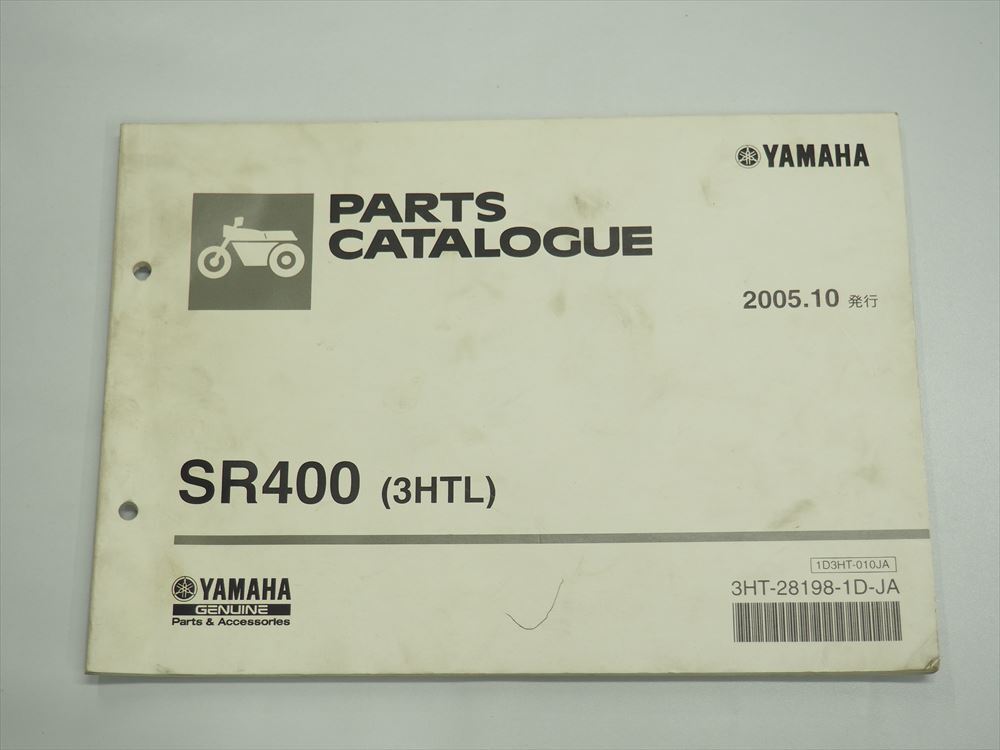 YAMAHA
PARTS
CATALOGUE
2005.10 発行
SR400 (3HTL)
YAMAHA
GENUINE
Parts & Accessories
1D3HT-010JA
3HT-28198-1D-JA